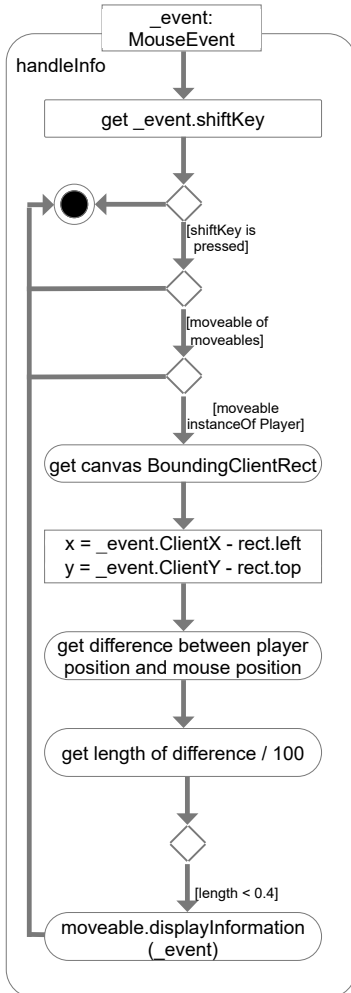 _event:
MouseEvent
handleInfo
get _event.shiftKey
[shiftKey is
pressed]
[moveable of
moveables]
[moveable
instanceOf Player]
get canvas BoundingClientRect
x = _event.ClientX - rect.left
y = _event.ClientY - rect.top
get difference between player
position and mouse position
get length of difference / 100
[length < 0.4]
moveable.displayInformation
(_event)